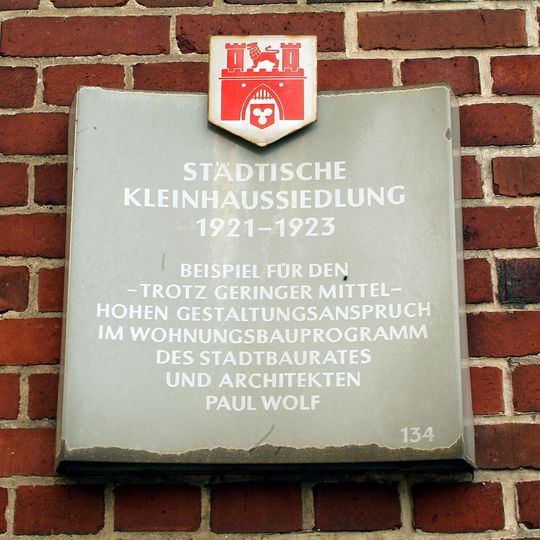 STÄDTISCHE
KLEINHAUSSIEDLUNG
1921–1923
BEISPIEL FÜR DEN
–TROTZ GERINGER MITTEL–
HOHEN GESTALTUNGSANSPRUCH
IM WOHNUNGSBAUPROGRAMM
DES STADTBAURATES
UND ARCHITEKTEN
PAUL WOLF
134